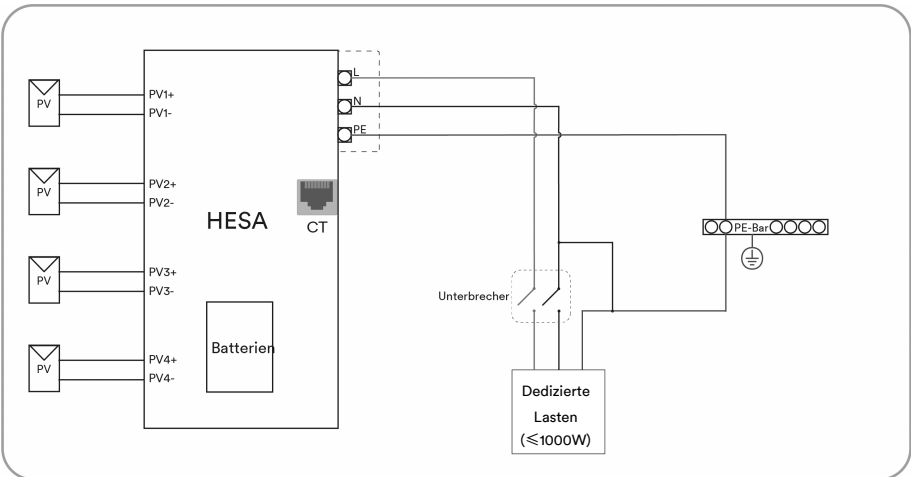 L
N
PE
PV
PV1+
PV1-
PV
PV2+
PV2-
HESA
CT
PE-Bar
PV
PV3+
PV3-
Unterbrecher
Batterien
PV
PV4+
PV4-
Dedizierte
Lasten
(⩽1000W)